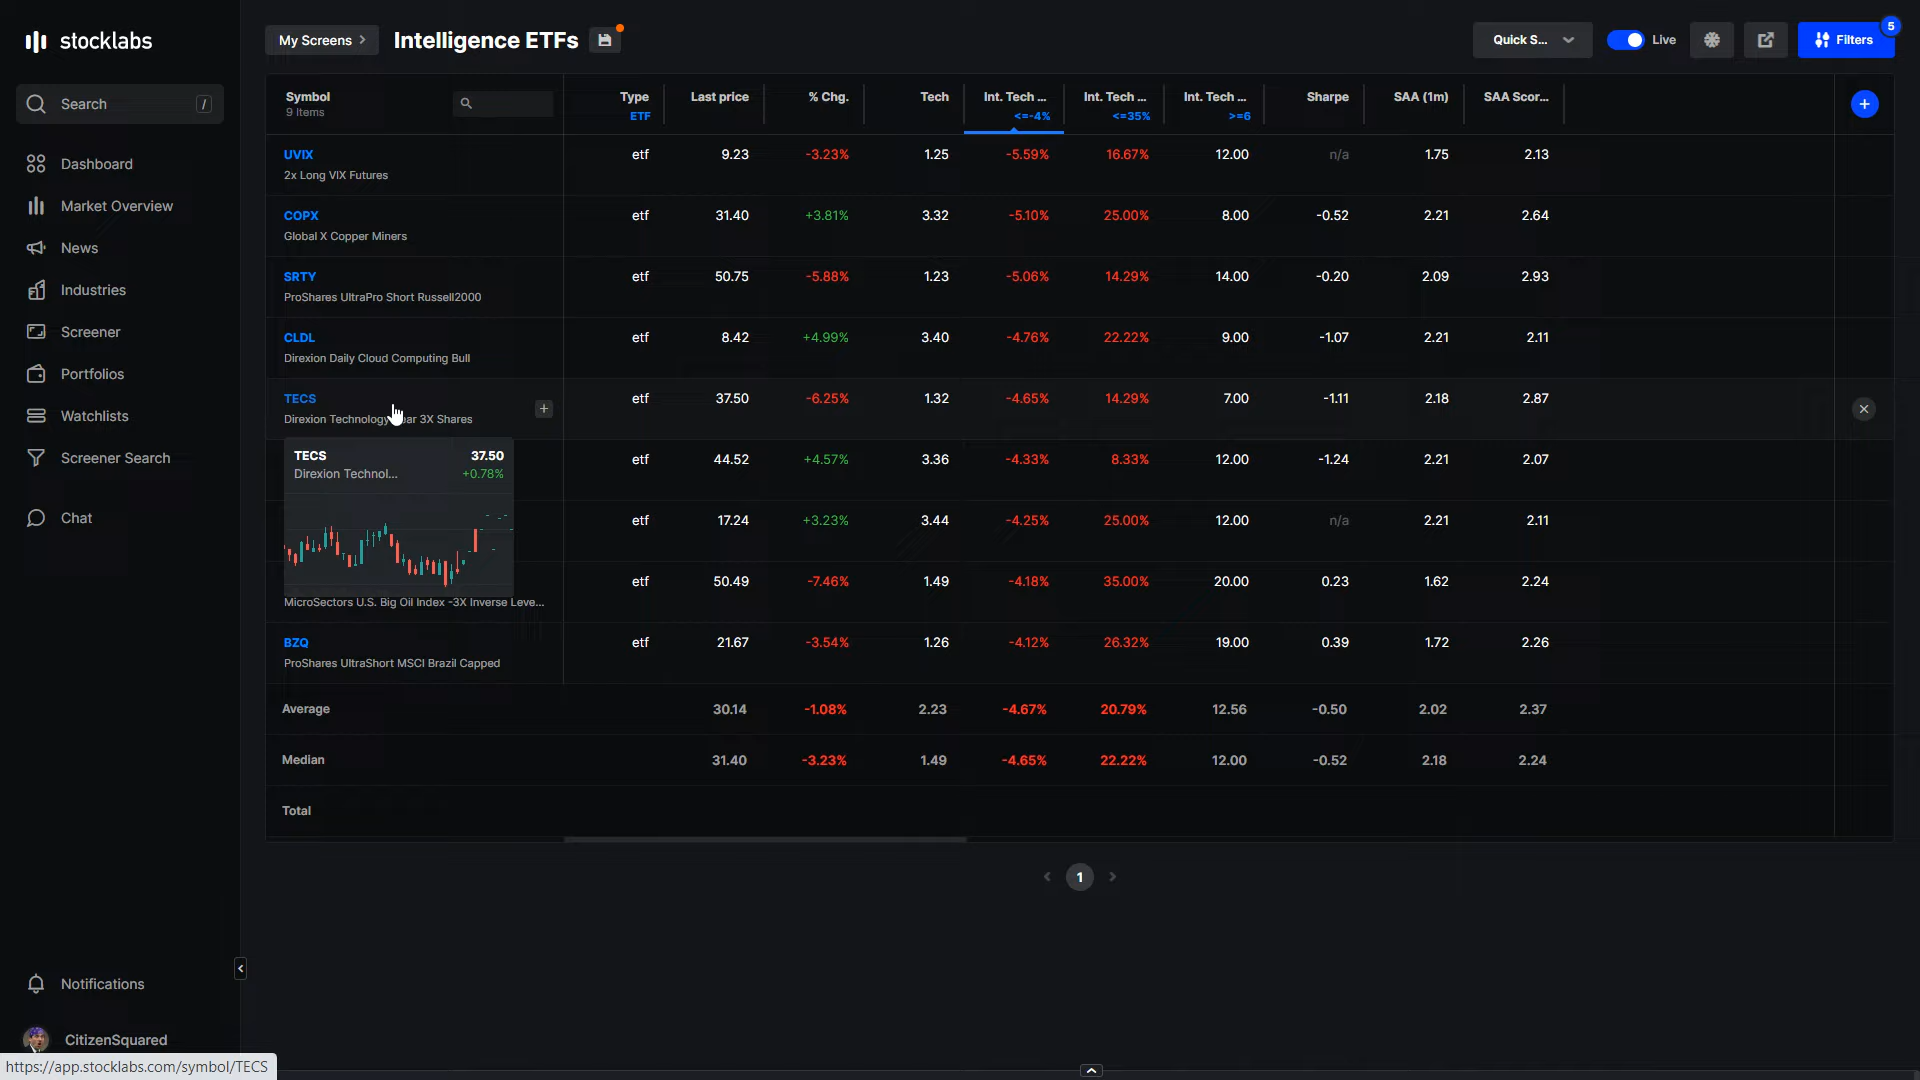 stocklabs
Search /
Dashboard
Market Overview
News
Industries
Screener
Portfolios
Watchlists
Screener Search
Chat
Notifications
CitizenSquared
https://app.stocklabs.com/symbol/TECS
My Screens > Intelligence ETFs
Quick S... Live Filters 5
Symbol Type Last price % Chg. Tech Int. Tech ... Int. Tech ... Int. Tech ... Sharpe SAA (1m) SAA Scor...
9 Items ETF <=-4% <=35% >=6
UVIX etf 9.23 -3.23% 1.25 -5.59% 16.67% 12.00 n/a 1.75 2.13
2x Long VIX Futures
COPX etf 31.40 +3.81% 3.32 -5.10% 25.00% 8.00 -0.52 2.21 2.64
Global X Copper Miners
SRTY etf 50.75 -5.88% 1.23 -5.06% 14.29% 14.00 -0.20 2.09 2.93
ProShares UltraPro Short Russell2000
CLDL etf 8.42 +4.99% 3.40 -4.76% 22.22% 9.00 -1.07 2.21 2.11
Direxion Daily Cloud Computing Bull
TECS etf 37.50 -6.25% 1.32 -4.65% 14.29% 7.00 -1.11 2.18 2.87
Direxion Technology ar 3X Shares
TECS 37.50
Direxion Technol... +0.78%
etf 44.52 +4.57% 3.36 -4.33% 8.33% 12.00 -1.24 2.21 2.07
etf 17.24 +3.23% 3.44 -4.25% 25.00% 12.00 n/a 2.21 2.11
etf 50.49 -7.46% 1.49 -4.18% 35.00% 20.00 0.23 1.62 2.24
MicroSectors U.S. Big Oil Index -3X Inverse Leve...
BZQ etf 21.67 -3.54% 1.26 -4.12% 26.32% 19.00 0.39 1.72 2.26
ProShares UltraShort MSCI Brazil Capped
Average 30.14 -1.08% 2.23 -4.67% 20.79% 12.56 -0.50 2.02 2.37
Median 31.40 -3.23% 1.49 -4.65% 22.22% 12.00 -0.52 2.18 2.24
Total
1